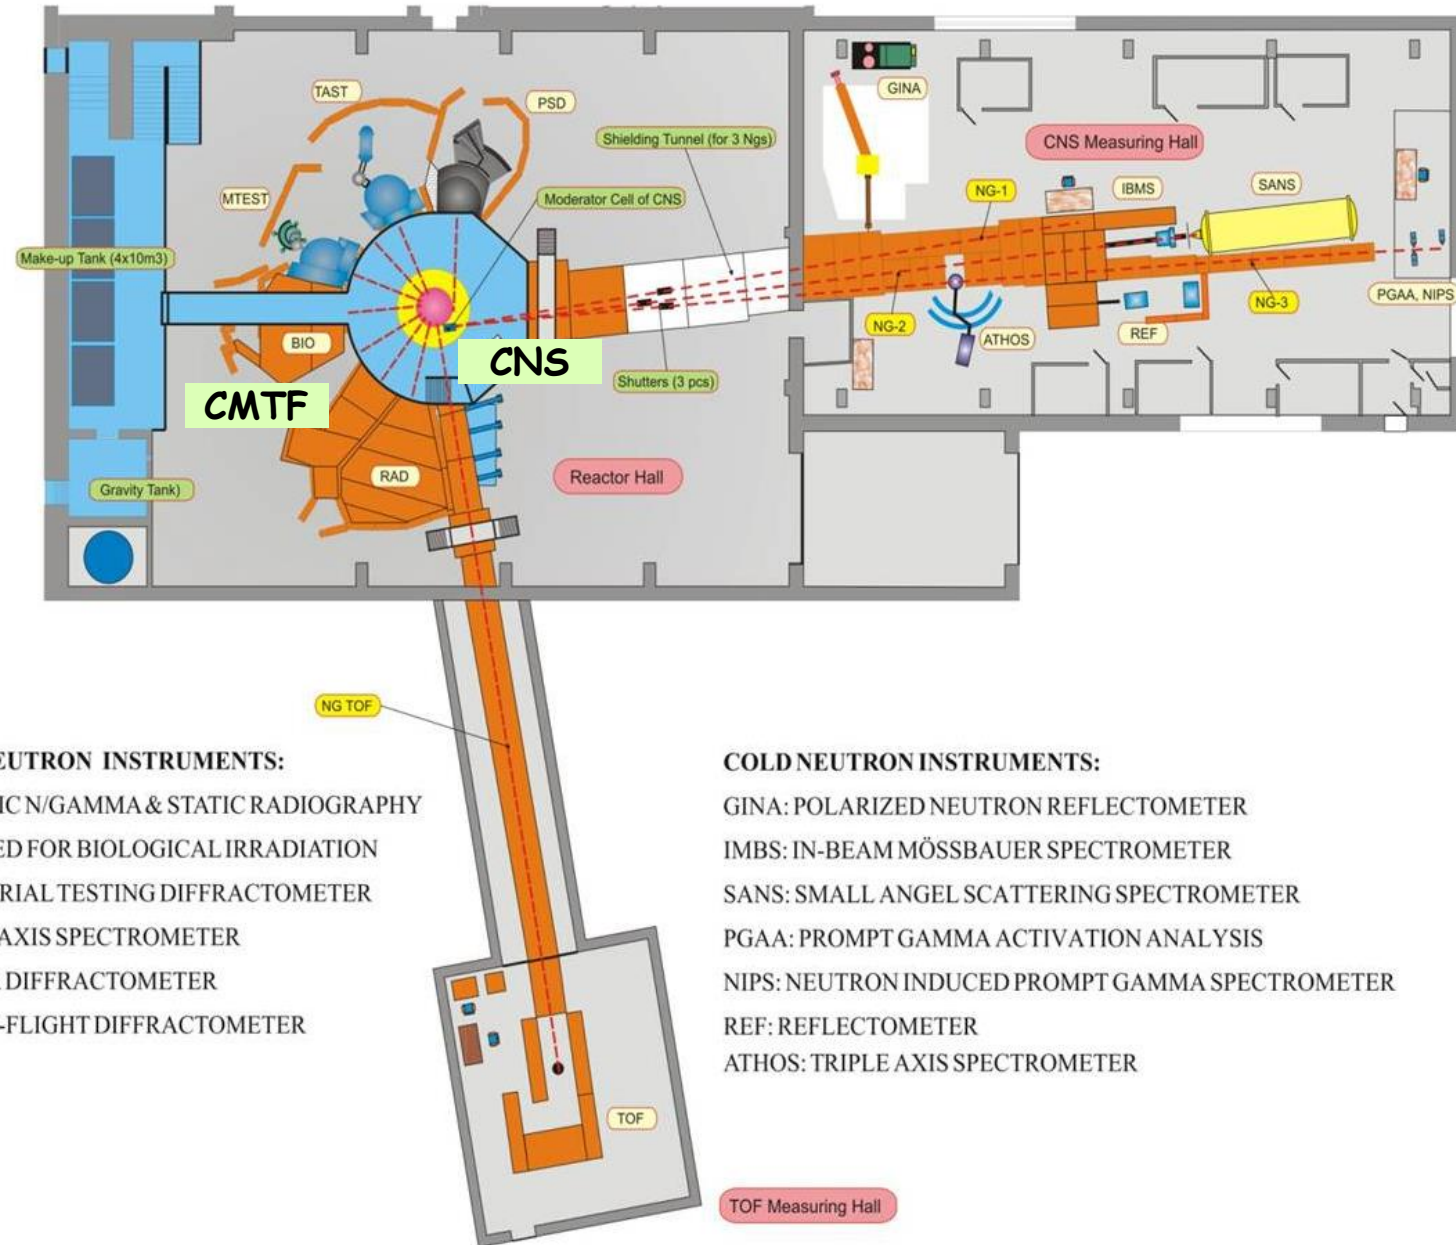 TAST
PSD
GINA
Shielding Tunnel (for 3 Ngs)
CNS Measuring Hall
MTEST
Moderator Cell of CNS
NG-1
IBMS
SANS
Make-up Tank (4x10m3)
PGAA, NIPS
NG-3
NG-2
ATHOS
REF
BIO
CNS
CMTF
Shutters (3 pcs)
RAD
Reactor Hall
Gravity Tank)
NG TOF
EUTRON INSTRUMENTS:
IC N/GAMMA & STATIC RADIOGRAPHY
ED FOR BIOLOGICAL IRRADIATION
RIAL TESTING DIFFRACTOMETER
AXIS SPECTROMETER
DIFFRACTOMETER
-FLIGHT DIFFRACTOMETER
COLD NEUTRON INSTRUMENTS:
GINA: POLARIZED NEUTRON REFLECTOMETER
IMBS: IN-BEAM MÖSSBAUER SPECTROMETER
SANS: SMALL ANGEL SCATTERING SPECTROMETER
PGAA: PROMPT GAMMA ACTIVATION ANALYSIS
NIPS: NEUTRON INDUCED PROMPT GAMMA SPECTROMETER
REF: REFLECTOMETER
ATHOS: TRIPLE AXIS SPECTROMETER
TOF
TOF Measuring Hall